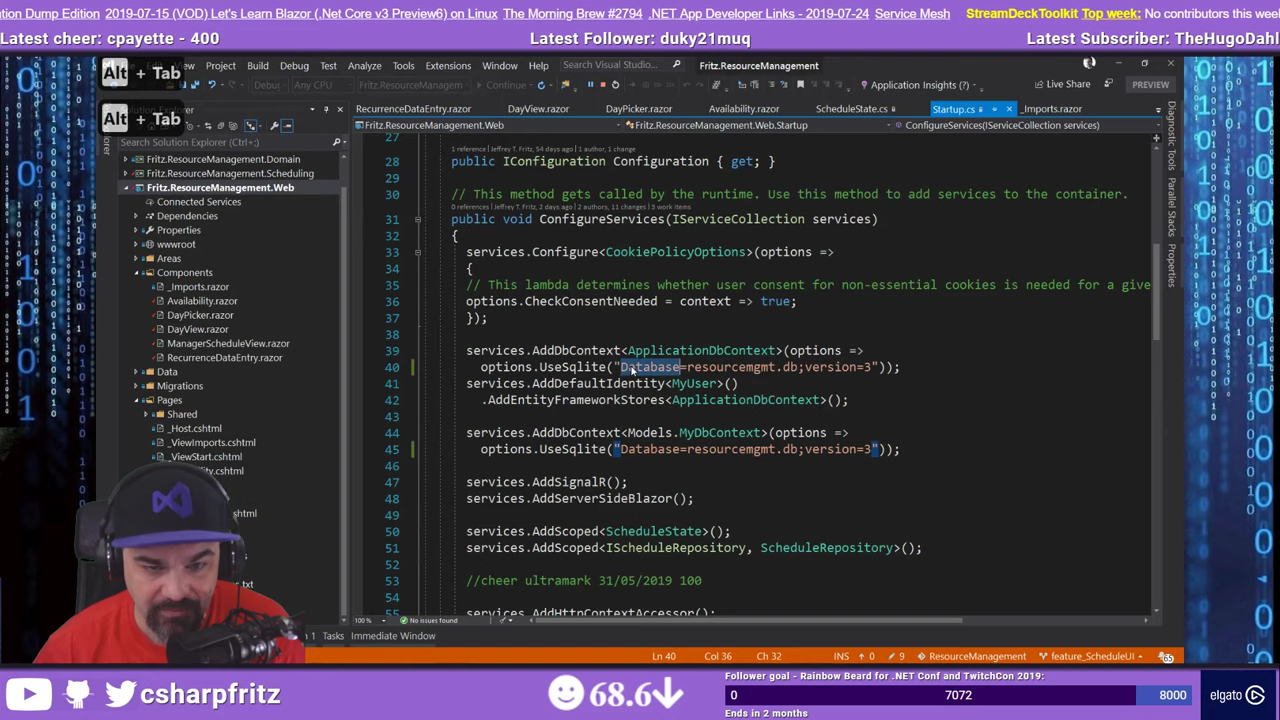 ation Dump Edition 2019-07-15 (VOD) Let's Learn Blazor (.Net Core v3 Preview6) on Linux The Morning Brew #2794 .NET App Developer Links - 2019-07-24 Service Mesh StreamDeckToolkit Top week: No contributors this week
Latest cheer: cpayette - 400 Latest Follower: duky21muq Latest Subscriber: TheHugoDahl
Alt + Tab
View Project Build Debug Test Analyze Tools Extensions Window Help Search Visual Studio Fritz.ResourceManagement
Debug Any CPU Fritz.ResourceManagement Continue Application Insights Live Share PREVIEW
Alt + Tab
Solution Explorer
RecurrenceDataEntry.razor DayView.razor DayPicker.razor Availability.razor ScheduleState.cs Startup.cs _Imports.razor
Fritz.ResourceManagement.Web Fritz.ResourceManagement.Web.Startup ConfigureServices(IServiceCollection services)
Search Solution Explorer
Fritz.ResourceManagement.Domain
Fritz.ResourceManagement.Scheduling
Fritz.ResourceManagement.Web
Connected Services
Dependencies
Properties
wwwroot
Areas
Components
_Imports.razor
Availability.razor
DayPicker.razor
DayView.razor
ManagerScheduleView.razor
RecurrenceDataEntry.razor
Data
Migrations
Pages
Shared
_Host.cshtml
_ViewImports.cshtml
_ViewStart.cshtml
27
1 reference | Jeffrey T. Fritz, 54 days ago | 1 author, 1 change
28 public IConfiguration Configuration { get; }
29
30 // This method gets called by the runtime. Use this method to add services to the container.
0 references | Jeffrey T. Fritz, 2 days ago | 2 authors, 11 changes | 3 work items
31 public void ConfigureServices(IServiceCollection services)
32 {
33 services.Configure<CookiePolicyOptions>(options =>
34 {
35 // This lambda determines whether user consent for non-essential cookies is needed for a give
36 options.CheckConsentNeeded = context => true;
37 });
38
39 services.AddDbContext<ApplicationDbContext>(options =>
40 options.UseSqlite("Database=resourcemgmt.db;version=3"));
41 services.AddDefaultIdentity<MyUser>()
42 .AddEntityFrameworkStores<ApplicationDbContext>();
43
44 services.AddDbContext<Models.MyDbContext>(options =>
45 options.UseSqlite("Database=resourcemgmt.db;version=3"));
46
47 services.AddSignalR();
48 services.AddServerSideBlazor();
49
50 services.AddScoped<ScheduleState>();
51 services.AddScoped<IScheduleRepository, ScheduleRepository>();
52
53 //cheer ultramark 31/05/2019 100
54
55 services.AddHttpContextAccessor();
Diagnostic Tools
Parallel Stacks
Properties
100 % No issues found
Tasks Immediate Window
Ln 40 Col 36 Ch 32 INS 0 9 ResourceManagement feature_ScheduleUI 65
csharpfritz
68.6
Follower goal - Rainbow Beard for .NET Conf and TwitchCon 2019:
0 7072 8000
Ends in 2 months
elgato